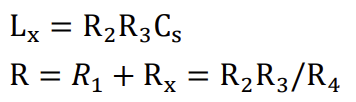 Lₓ = R₂R₃Cₛ
R = R₁ + Rₓ = R₂R₃/R₄